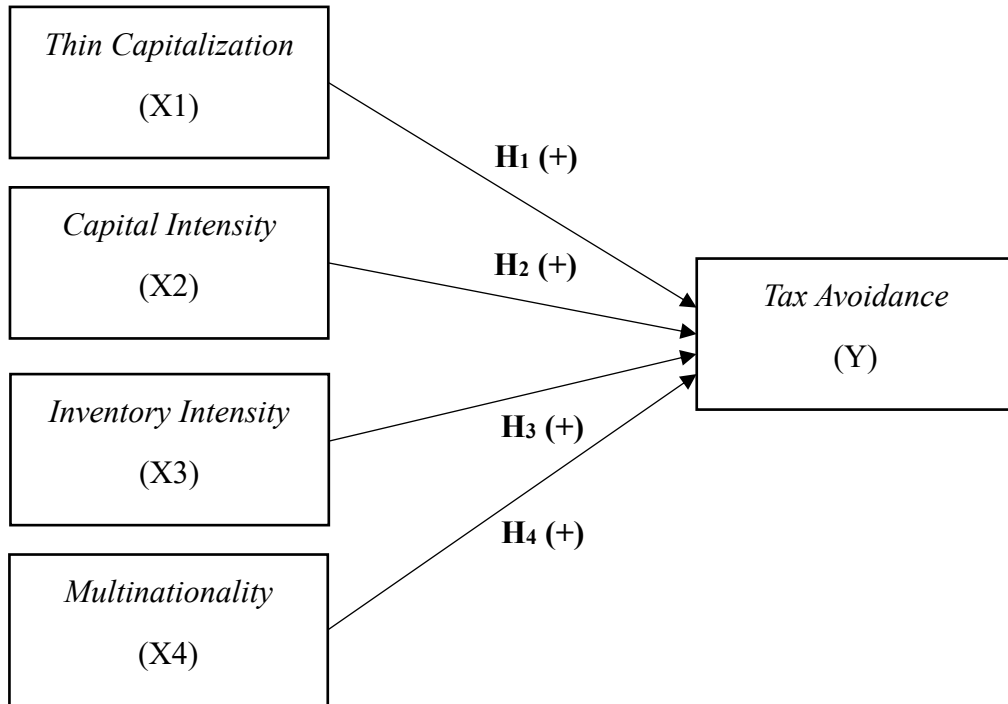 Thin Capitalization
(X1)
H₁ (+)
Capital Intensity
(X2)
H₂ (+)
Tax Avoidance
(Y)
Inventory Intensity
(X3)
H₃ (+)
Multinationality
(X4)
H₄ (+)